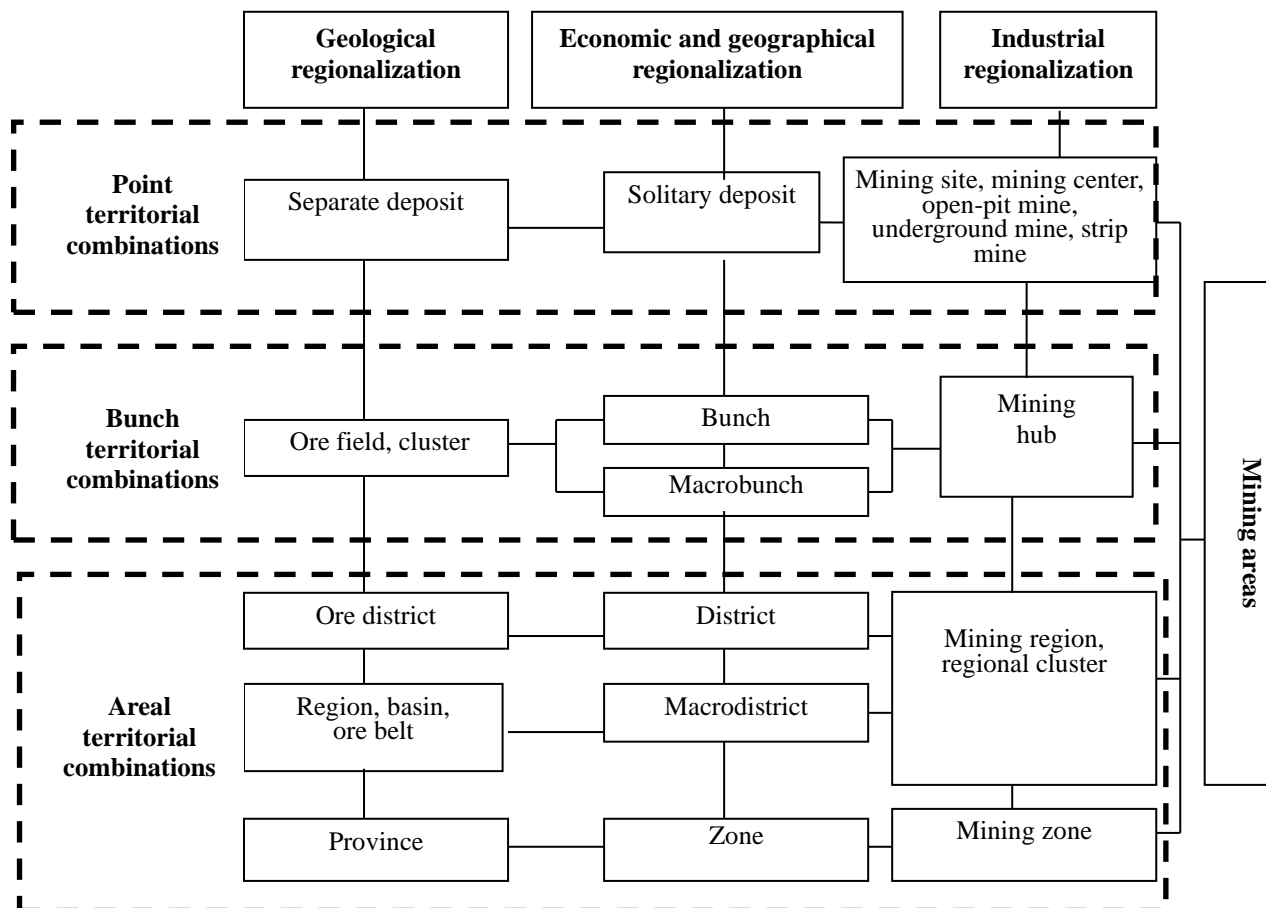 Geological
regionalization
Economic and geographical
regionalization
Industrial
regionalization
Point
territorial
combinations
Separate deposit
Solitary deposit
Mining site, mining center,
open-pit mine,
underground mine, strip
mine
Bunch
territorial
combinations
Ore field, cluster
Bunch
Macrobunch
Mining
hub
Areal
territorial
combinations
Ore district
District
Mining region,
regional cluster
Region, basin,
ore belt
Macrodistrict
Province
Zone
Mining zone
Mining areas